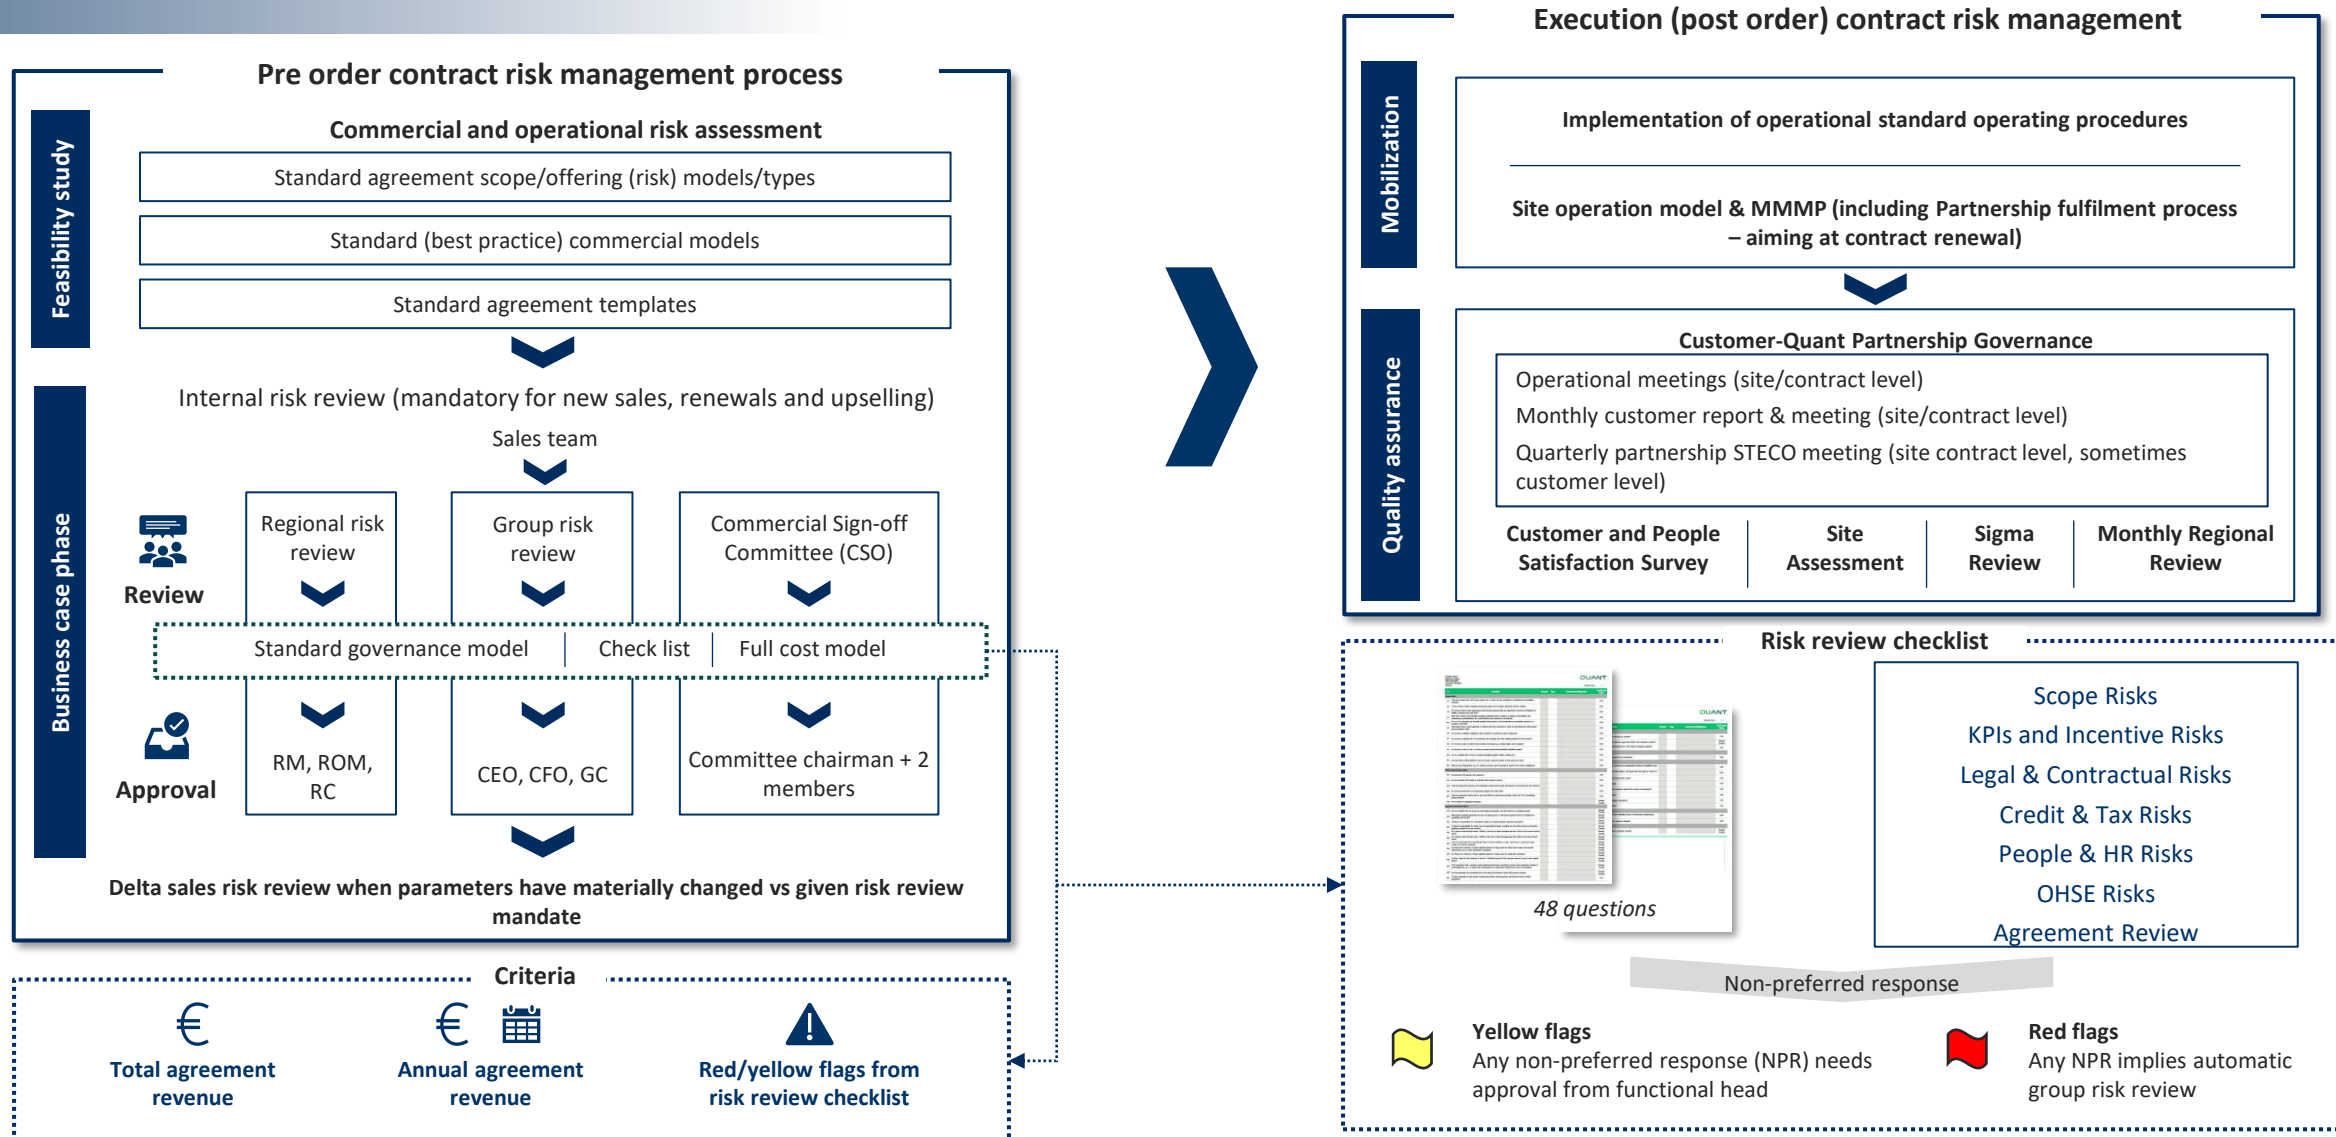 Pre order contract risk management process
Feasibility study
Commercial and operational risk assessment
Standard agreement scope/offering (risk) models/types
Standard (best practice) commercial models
Standard agreement templates
Business case phase
Internal risk review (mandatory for new sales, renewals and upselling)
Sales team
Review
Regional risk
review
Group risk
review
Commercial Sign-off
Committee (CSO)
Standard governance model
Check list
Full cost model
Approval
RM, ROM,
RC
CEO, CFO, GC
Committee chairman + 2
members
Delta sales risk review when parameters have materially changed vs given risk review
mandate
Criteria
Total agreement
revenue
Annual agreement
revenue
Red/yellow flags from
risk review checklist
Execution (post order) contract risk management
Mobilization
Implementation of operational standard operating procedures
Site operation model & MMMP (including Partnership fulfilment process
– aiming at contract renewal)
Quality assurance
Customer-Quant Partnership Governance
Operational meetings (site/contract level)
Monthly customer report & meeting (site/contract level)
Quarterly partnership STECO meeting (site contract level, sometimes
customer level)
Customer and People
Satisfaction Survey
Site
Assessment
Sigma
Review
Monthly Regional
Review
Risk review checklist
QUANT
QUANT
48 questions
Scope Risks
KPIs and Incentive Risks
Legal & Contractual Risks
Credit & Tax Risks
People & HR Risks
OHSE Risks
Agreement Review
Non-preferred response
Yellow flags
Any non-preferred response (NPR) needs
approval from functional head
Red flags
Any NPR implies automatic
group risk review